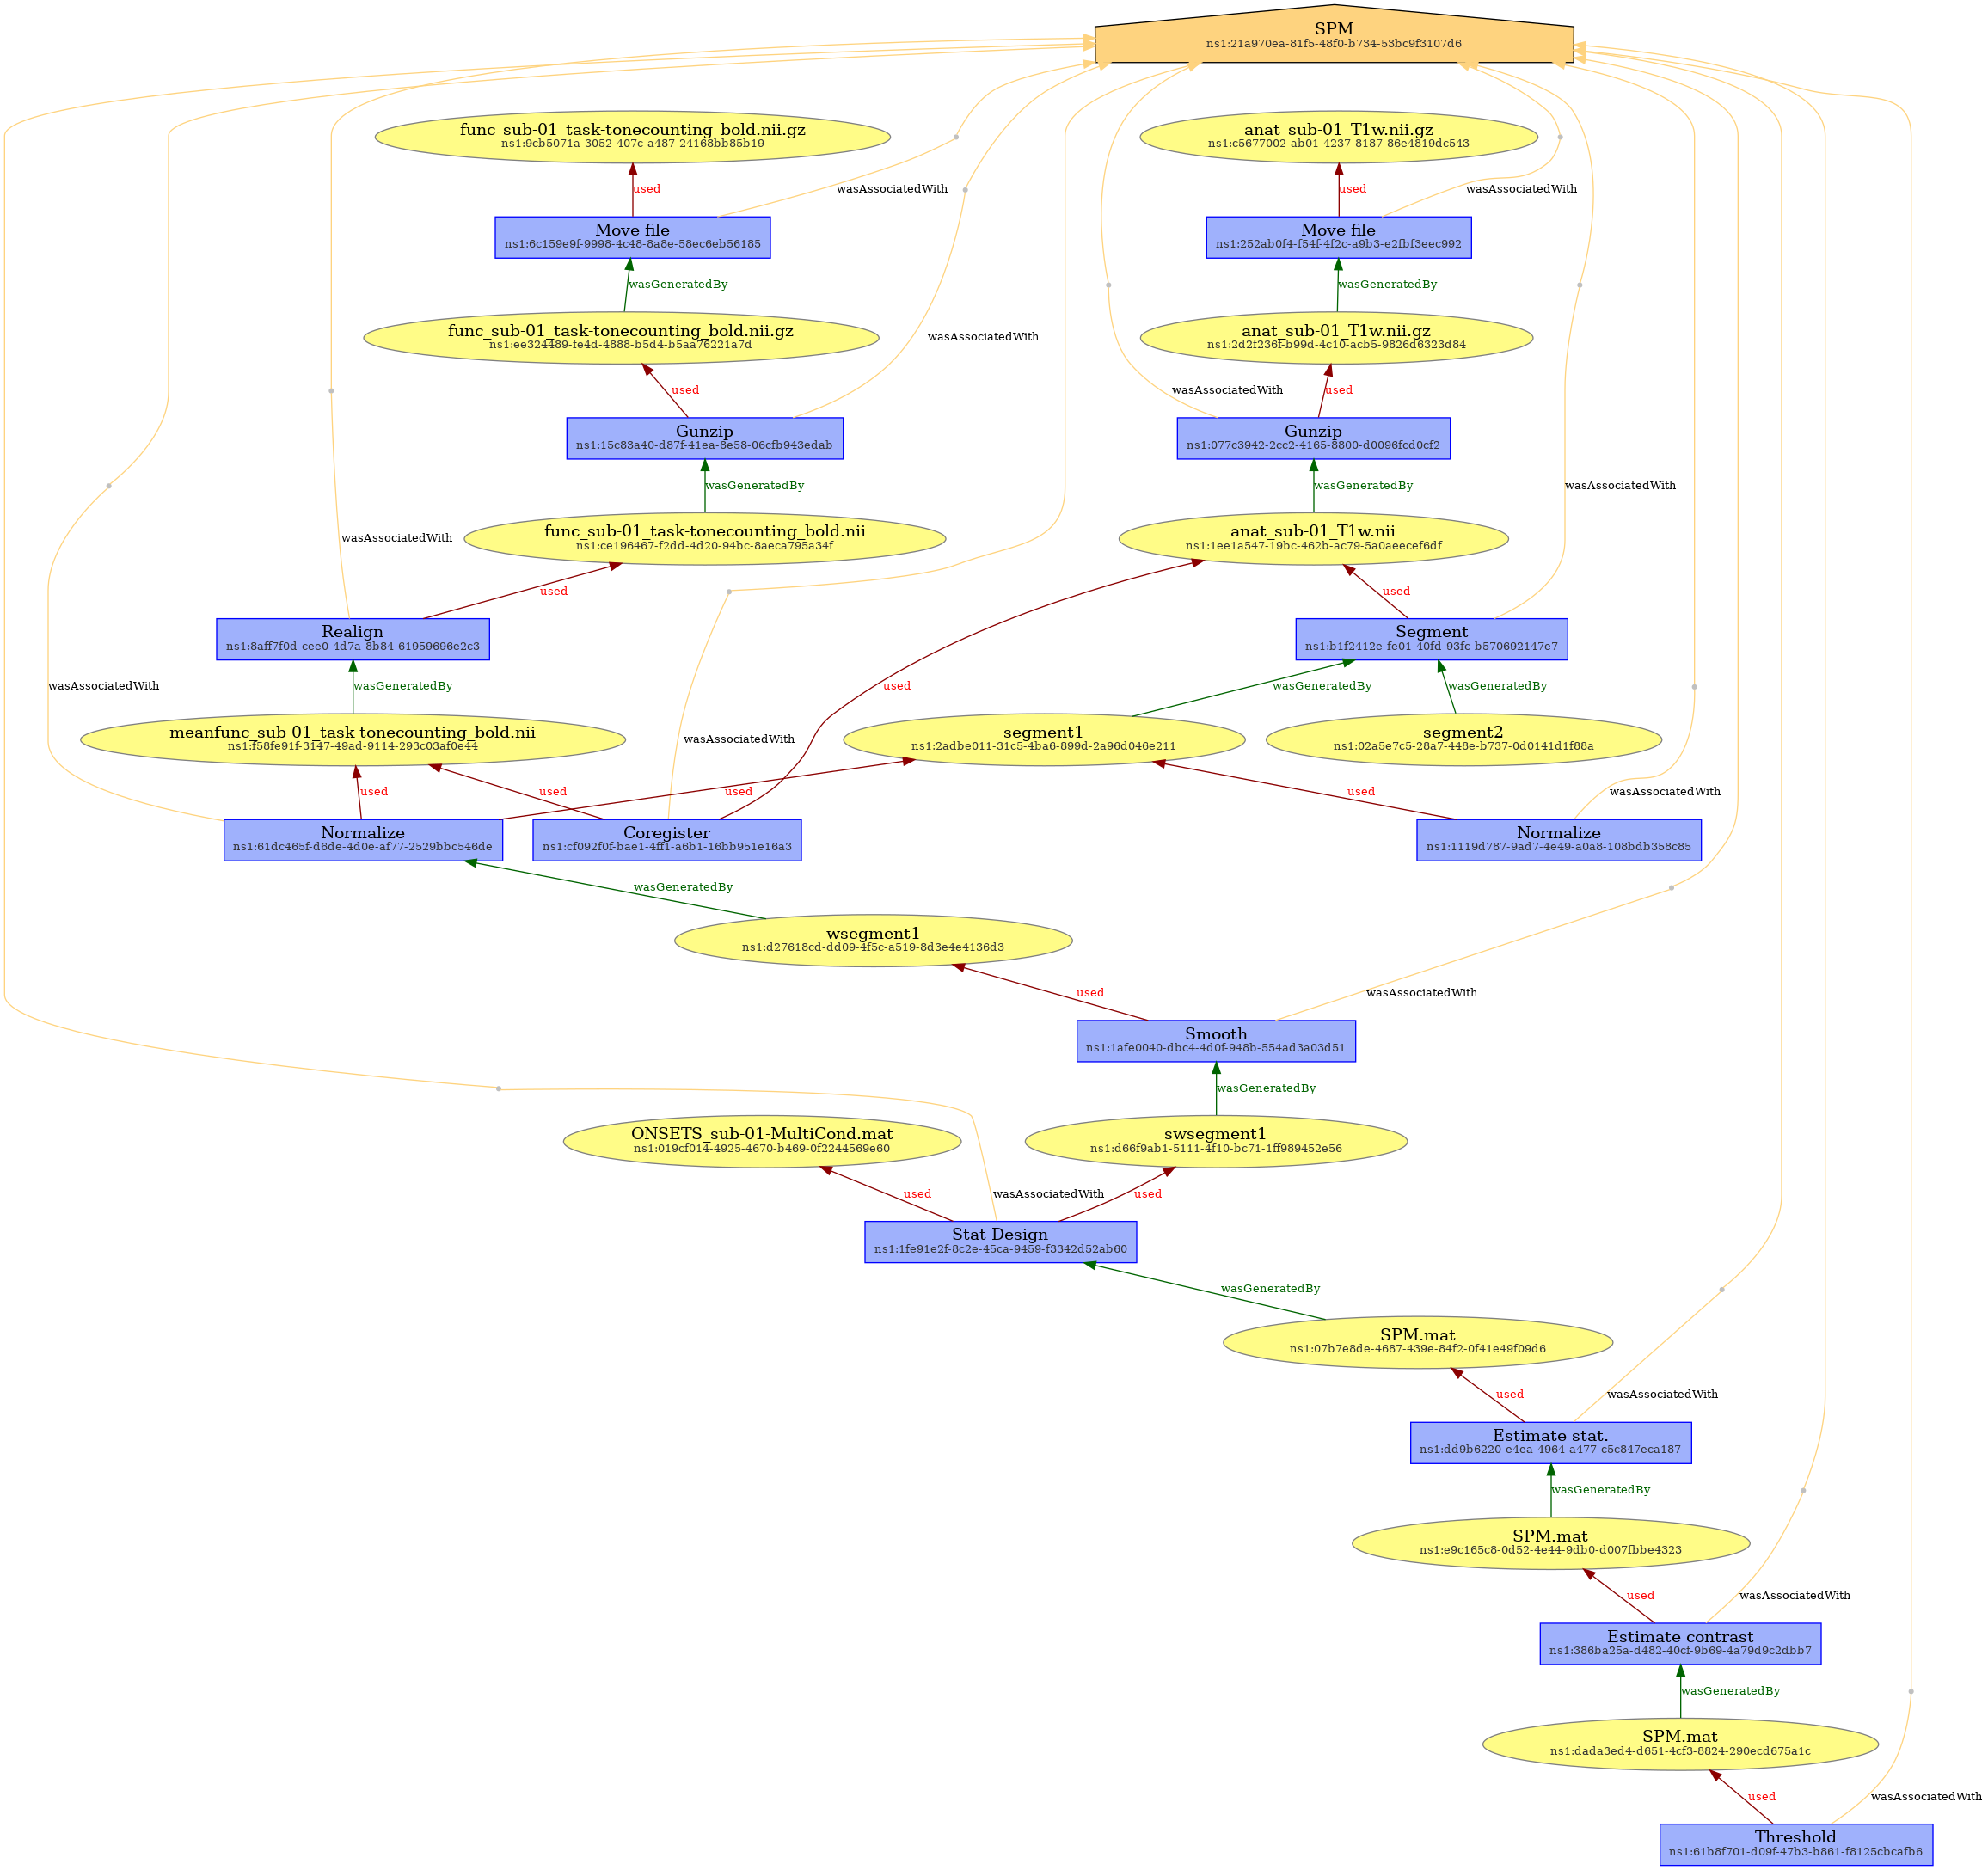 SPM
ns1:21a970ea-81f5-48f0-b734-53bc9f3107d6
func_sub-01_task-tonecounting_bold.nii.gz
ns1:9cb5071a-3052-407c-a487-24168bb85b19
anat_sub-01_T1w.nii.gz
ns1:c5677002-ab01-4237-8187-86e4819dc543
used
wasAssociatedWith
used
wasAssociatedWith
Move file
ns1:6c159e9f-9998-4c48-8a8e-58ec6eb56185
Move file
ns1:252ab0f4-f54f-4f2c-a9b3-e2fbf3eec992
wasGeneratedBy
wasGeneratedBy
func_sub-01_task-tonecounting_bold.nii.gz
ns1:ee324489-fe4d-4888-b5d4-b5aa76221a7d
wasAssociatedWith
anat_sub-01_T1w.nii.gz
ns1:2d2f236f-b99d-4c10-acb5-9826d6323d84
used
wasAssociatedWith
used
Gunzip
ns1:15c83a40-d87f-41ea-8e58-06cfb943edab
Gunzip
ns1:077c3942-2cc2-4165-8800-d0096fcd0cf2
wasGeneratedBy
wasGeneratedBy
wasAssociatedWith
wasAssociatedWith
func_sub-01_task-tonecounting_bold.nii
ns1:ce196467-f2dd-4d20-94bc-8aeca795a34f
anat_sub-01_T1w.nii
ns1:1ee1a547-19bc-462b-ac79-5a0aeecef6df
used
used
Realign
ns1:8aff7f0d-cee0-4d7a-8b84-61959696e2c3
Segment
ns1:b1f2412e-fe01-40fd-93fc-b570692147e7
wasAssociatedWith
wasGeneratedBy
used
wasGeneratedBy
wasGeneratedBy
meanfunc_sub-01_task-tonecounting_bold.nii
ns1:f58fe91f-3147-49ad-9114-293c03af0e44
wasAssociatedWith
segment1
ns1:2adbe011-31c5-4ba6-899d-2a96d046e211
segment2
ns1:02a5e7c5-28a7-448e-b737-0d0141d1f88a
used
used
used
used
wasAssociatedWith
Normalize
ns1:61dc465f-d6de-4d0e-af77-2529bbc546de
Coregister
ns1:cf092f0f-bae1-4ff1-a6b1-16bb951e16a3
Normalize
ns1:1119d787-9ad7-4e49-a0a8-108bdb358c85
wasGeneratedBy
wsegment1
ns1:d27618cd-dd09-4f5c-a519-8d3e4e4136d3
used
wasAssociatedWith
Smooth
ns1:1afe0040-dbc4-4d0f-948b-554ad3a03d51
wasGeneratedBy
ONSETS_sub-01-MultiCond.mat
ns1:019cf014-4925-4670-b469-0f2244569e60
swsegment1
ns1:d66f9ab1-5111-4f10-bc71-1ff989452e56
used
wasAssociatedWith
used
Stat Design
ns1:1fe91e2f-8c2e-45ca-9459-f3342d52ab60
wasGeneratedBy
SPM.mat
ns1:07b7e8de-4687-439e-84f2-0f41e49f09d6
used
wasAssociatedWith
Estimate stat.
ns1:dd9b6220-e4ea-4964-a477-c5c847eca187
wasGeneratedBy
SPM.mat
ns1:e9c165c8-0d52-4e44-9db0-d007fbbe4323
used
wasAssociatedWith
Estimate contrast
ns1:386ba25a-d482-40cf-9b69-4a79d9c2dbb7
wasGeneratedBy
SPM.mat
ns1:dada3ed4-d651-4cf3-8824-290ecd675a1c
used
wasAssociatedWith
Threshold
ns1:61b8f701-d09f-47b3-b861-f8125cbcafb6